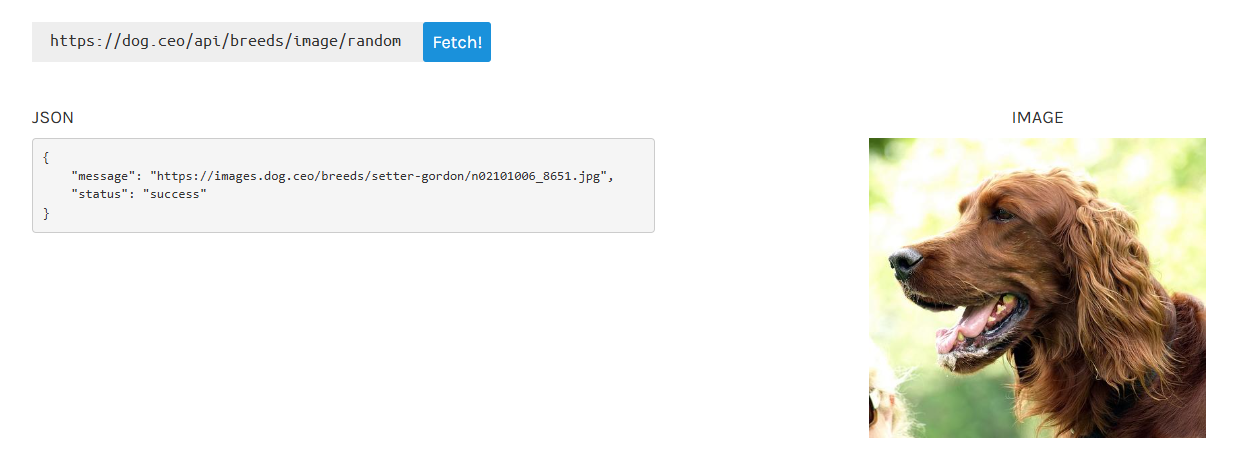 https://dog.ceo/api/breeds/image/random
Fetch!
JSON
IMAGE
{
"message": "https://images.dog.ceo/breeds/setter-gordon/n02101006_8651.jpg",
"status": "success"
}